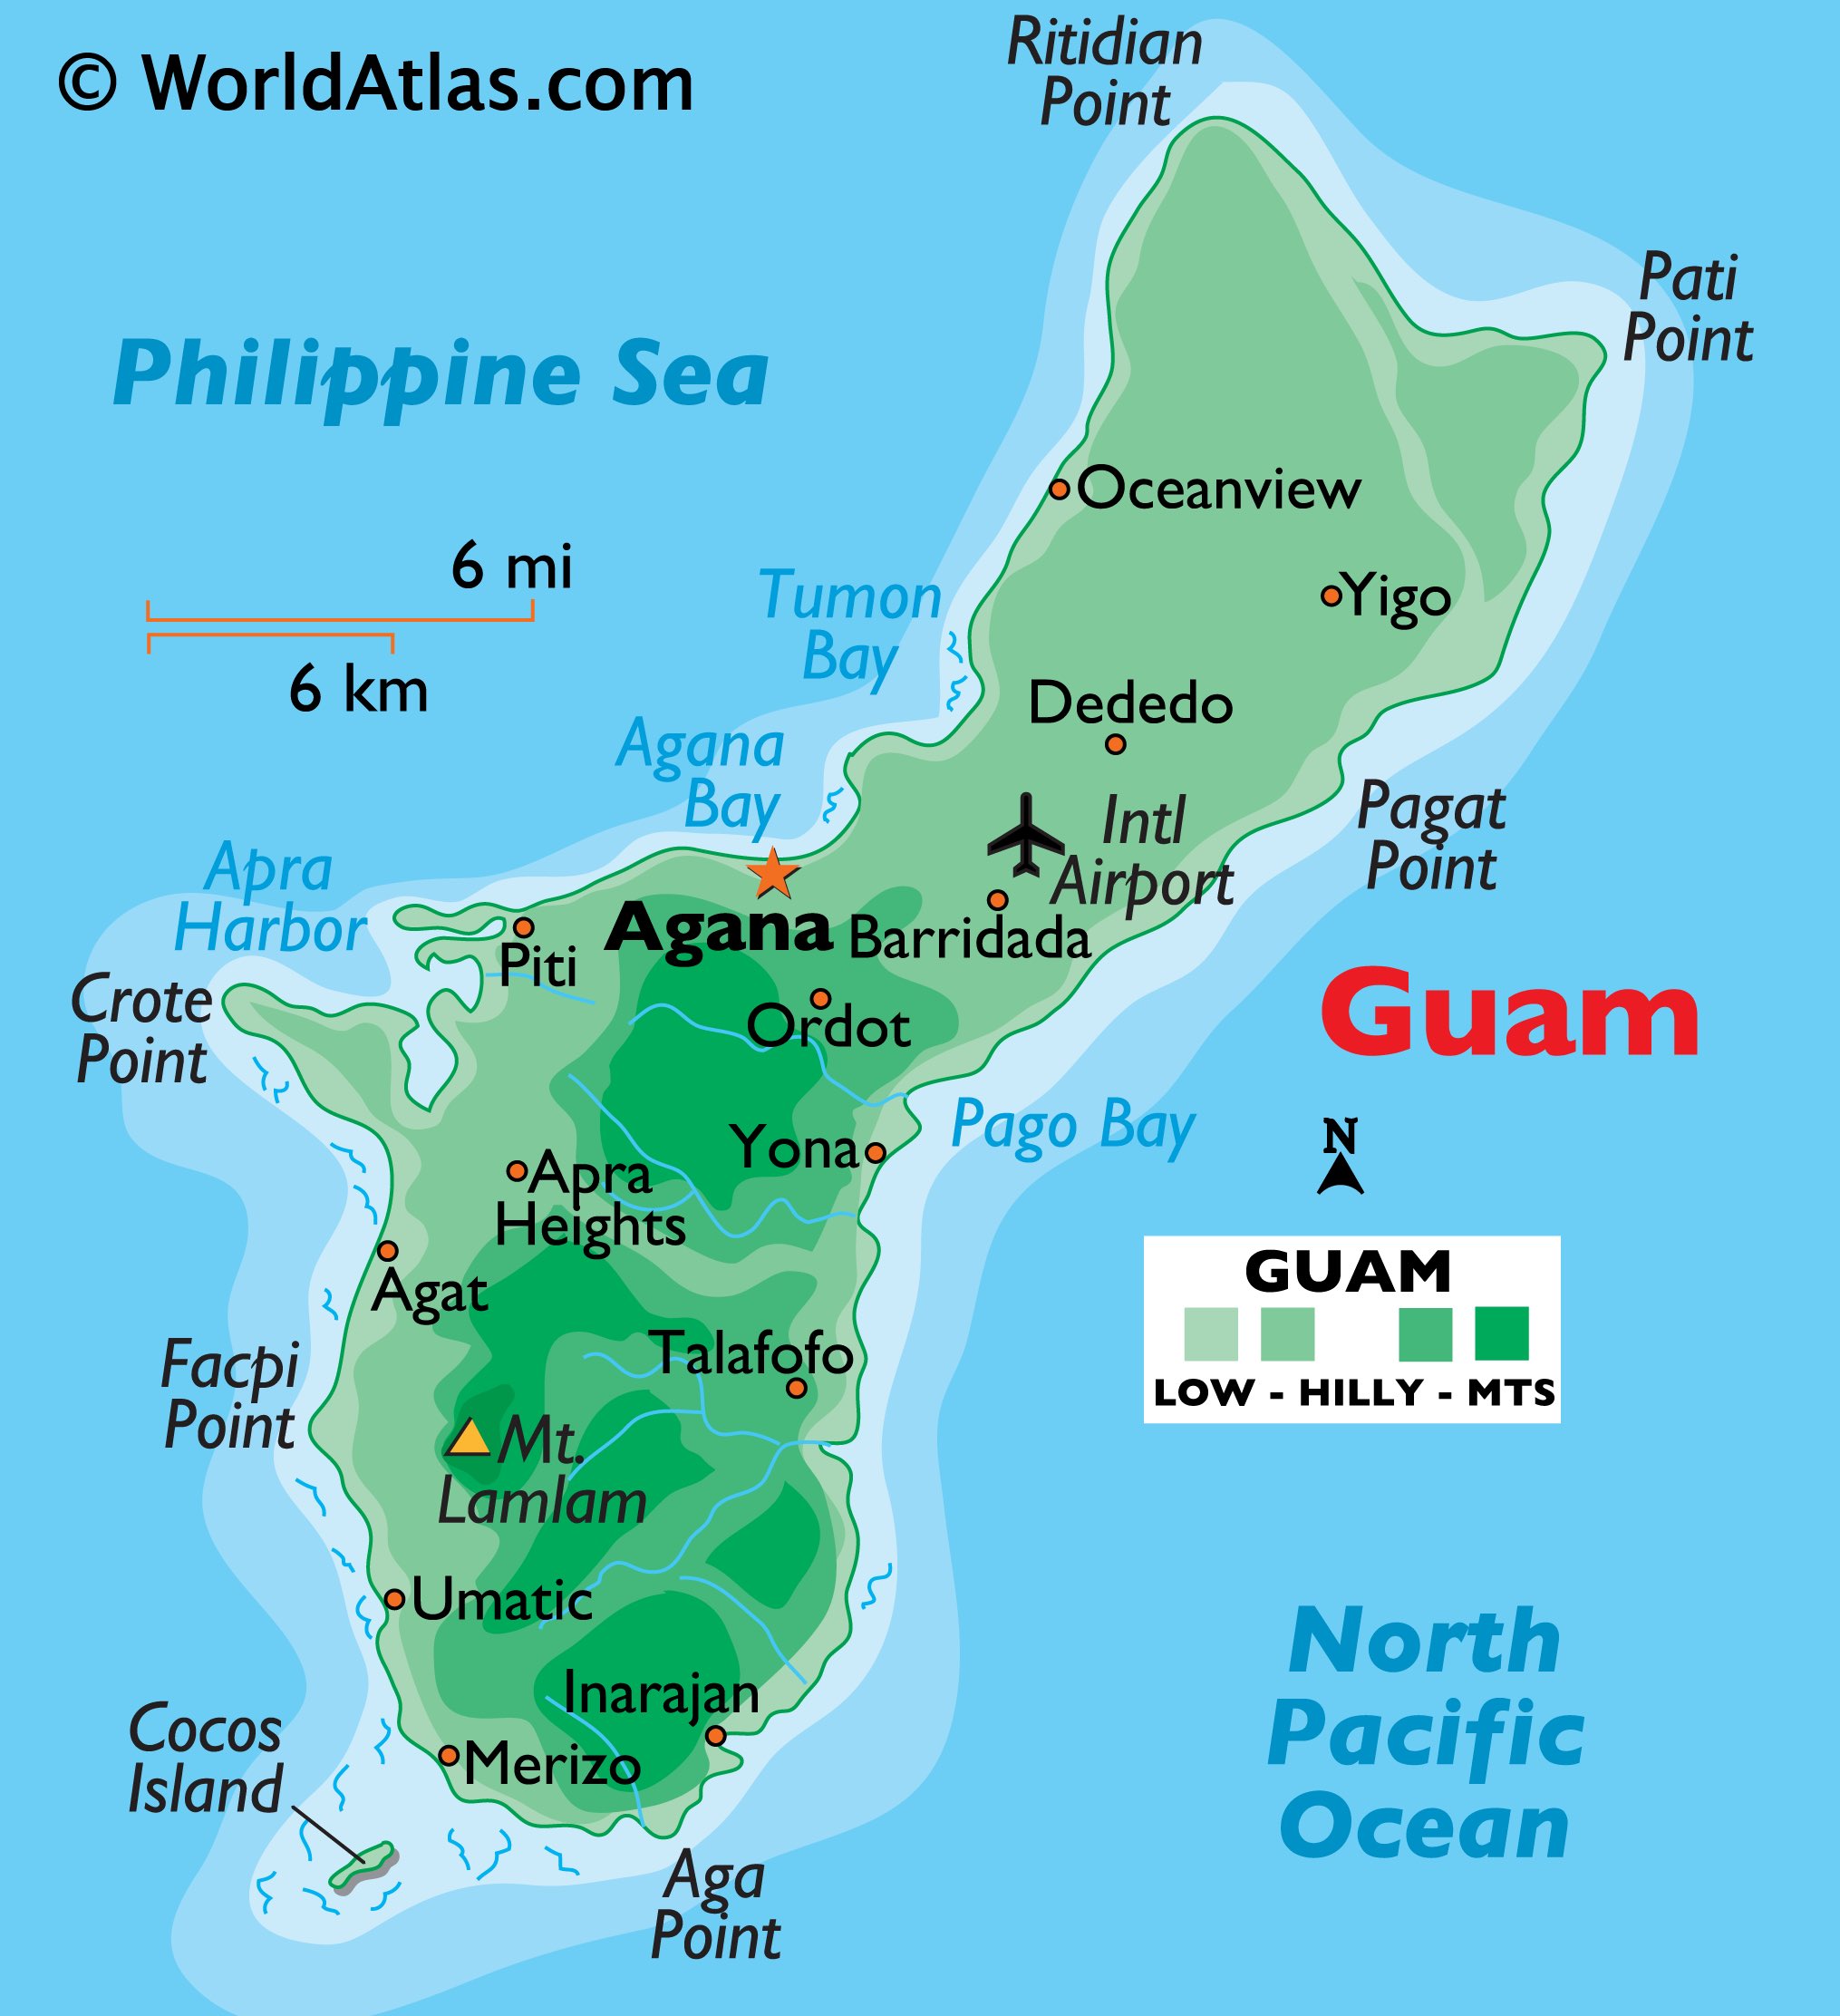 © WorldAtlas.com
Ritidian
Point
Pati
Point
Philippine Sea
Oceanview
6 mi
6 km
Tumon
Bay
Yigo
Dededo
Agana
Bay
Intl
Airport
Pagat
Point
Apra
Harbor
Agana
Barridada
Piti
Crote
Point
Ordot
Guam
Pago Bay
N
Yona
Apra
Heights
Agat
GUAM
LOW - HILLY - MTS
Talafofo
Facpi
Point
Mt.
Lamlam
Umatic
North
Pacific
Ocean
Inarajan
Merizo
Cocos
Island
Aga
Point